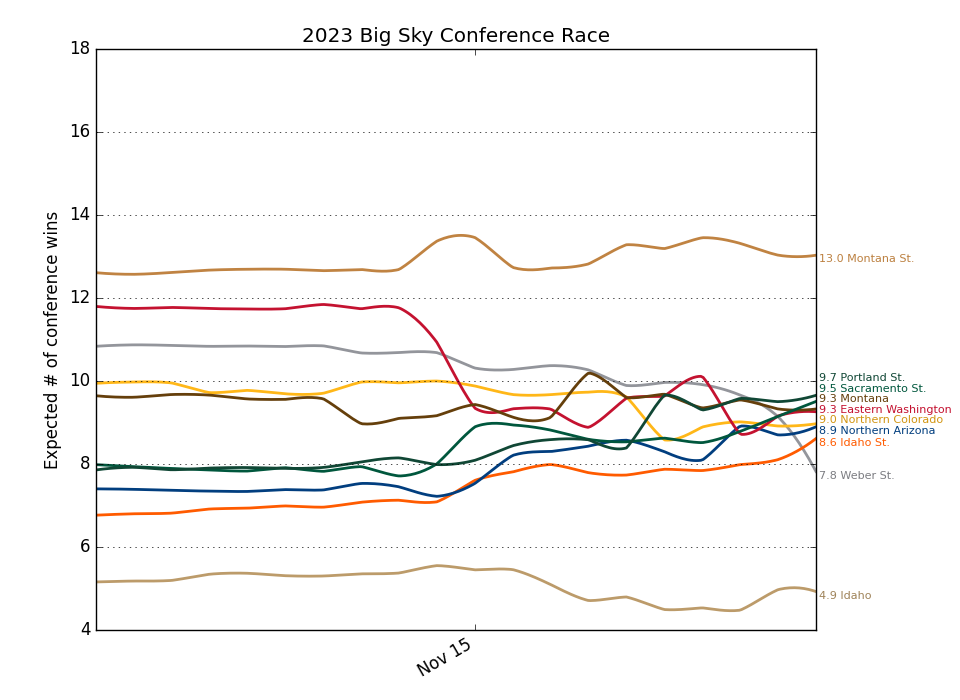 2023 Big Sky Conference Race
Expected # of conference wins
18
16
14
12
10
8
6
4
Nov 15
13.0 Montana St.
9.7 Portland St.
9.5 Sacramento St.
9.3 Montana
9.3 Eastern Washington
9.0 Northern Colorado
8.9 Northern Arizona
8.6 Idaho St.
7.8 Weber St.
4.9 Idaho